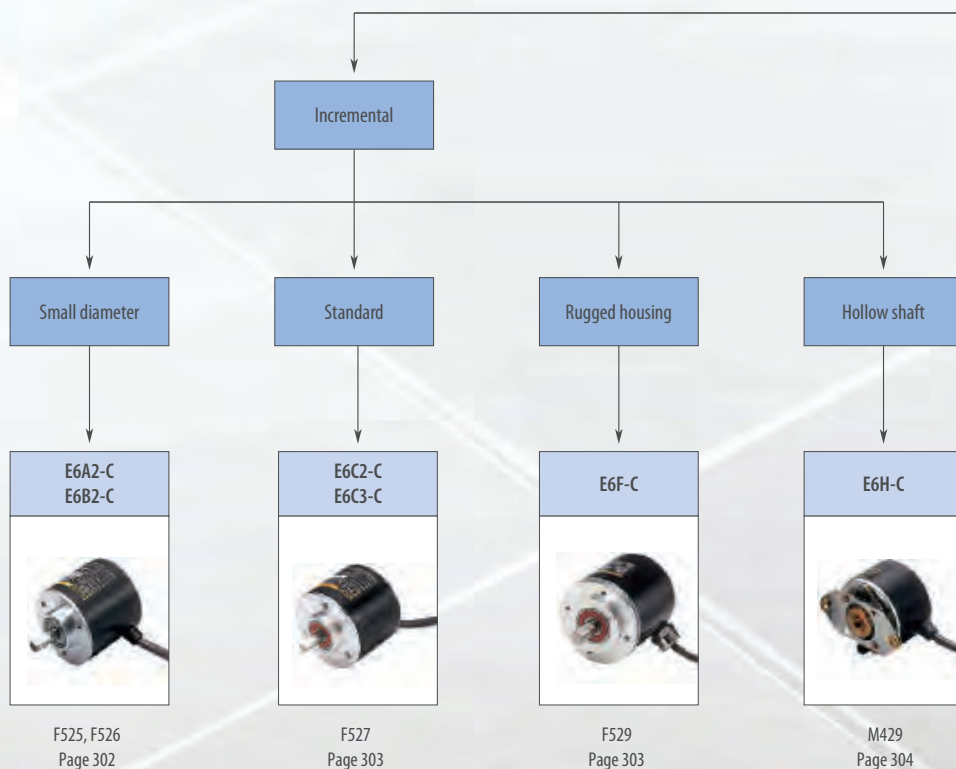 Incremental
Small diameter
Standard
Rugged housing
Hollow shaft
E6A2-C
E6B2-C
E6C2-C
E6C3-C
E6F-C
E6H-C
F525, F526
Page 302
F527
Page 303
F529
Page 303
M429
Page 304